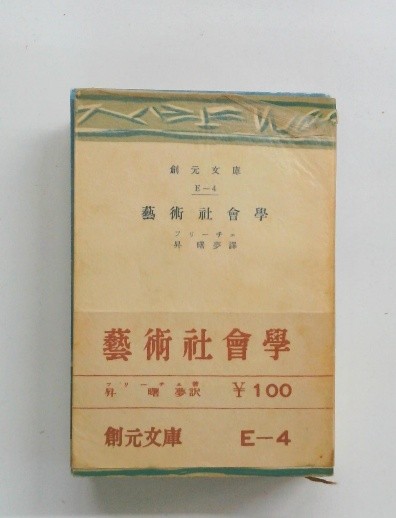 創元文庫
E-4
藝術社會學
フリーチェ
昇曙夢譯
藝術社會學
フリーチェ著
昇曙夢訳
¥100
創元文庫 E-4